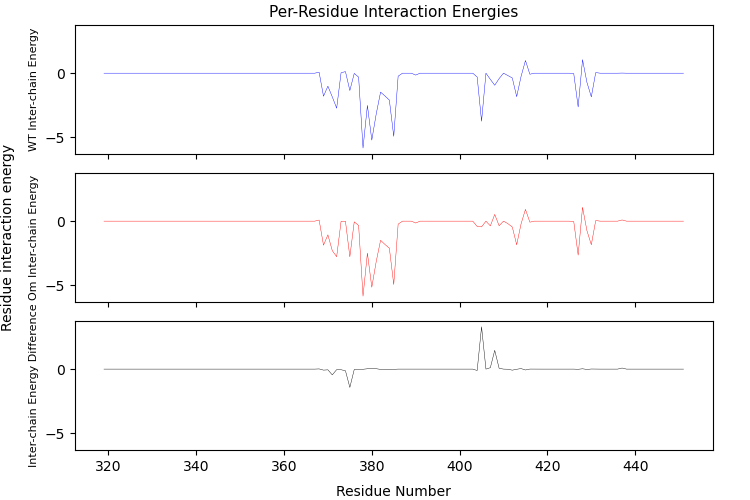 Per-Residue Interaction Energies
Residue interaction energy
WT Inter-chain Energy
0
−5
Om Inter-chain Energy
0
−5
Inter-chain Energy Difference
0
−5
320 340 360 380 400 420 440
Residue Number